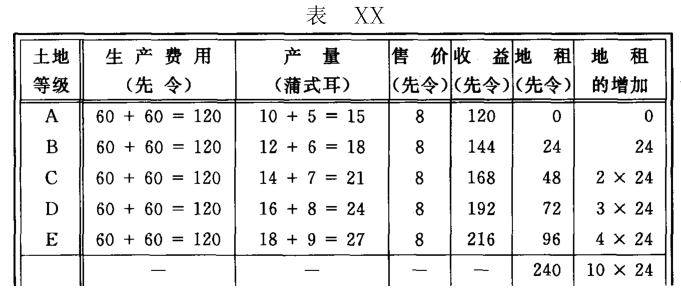 表 XX
土地 生产费用 产量 售价 收益 地租 地租
等级 (先令) (蒲式耳) (先令) (先令) (先令) 的增加
A 60 + 60 = 120 10 + 5 = 15 8 120 0 0
B 60 + 60 = 120 12 + 6 = 18 8 144 24 24
C 60 + 60 = 120 14 + 7 = 21 8 168 48 2 × 24
D 60 + 60 = 120 16 + 8 = 24 8 192 72 3 × 24
E 60 + 60 = 120 18 + 9 = 27 8 216 96 4 × 24
— — — — 240 10 × 24